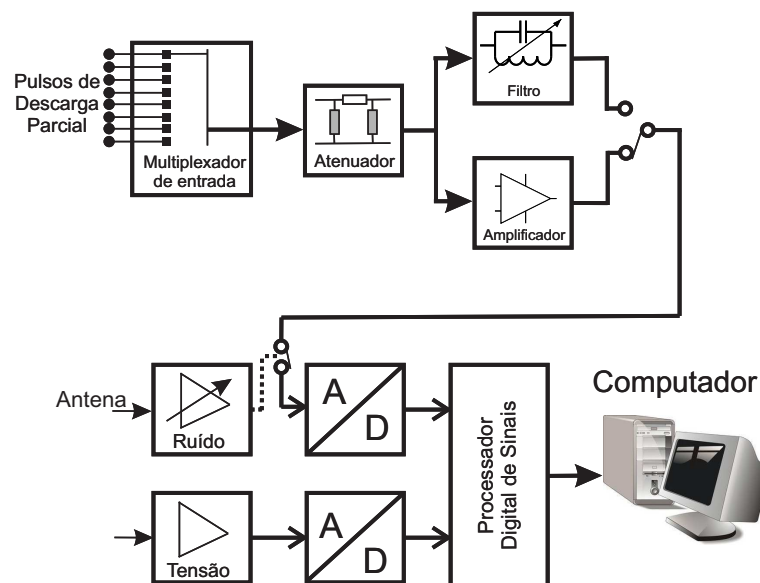 Pulsos de
Descarga
Parcial
Multiplexador
de entrada
Atenuador
Filtro
Amplificador
Antena
Ruído
A
D
Processador
Digital de Sinais
Computador
Tensão
A
D